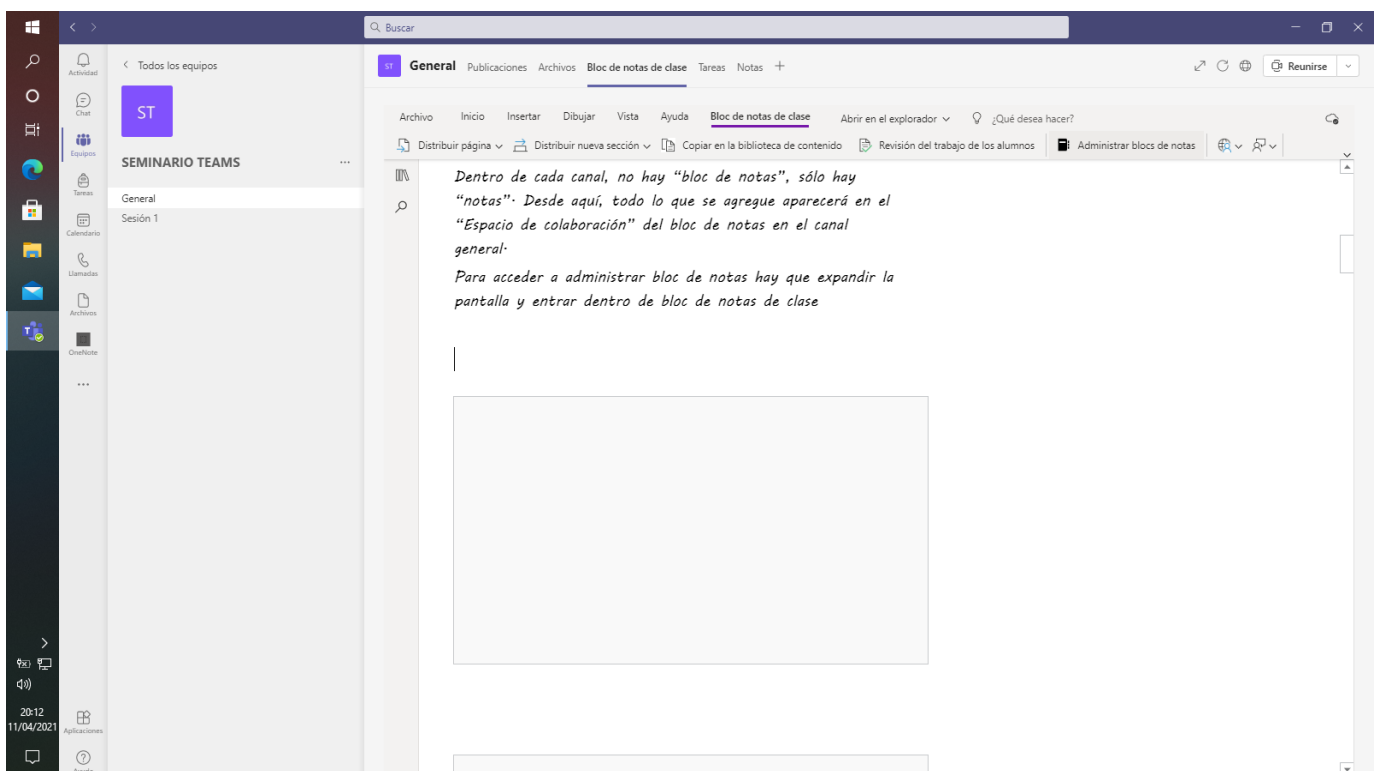 Buscar
Actividad
Chat
Equipos
Tareas
Calendario
Llamadas
Archivos
OneNote
Aplicaciones
Ayuda
20:12
11/04/2021
Todos los equipos
ST
SEMINARIO TEAMS
General
Sesión 1
ST General Publicaciones Archivos Bloc de notas de clase Tareas Notas Reunirse
Archivo Inicio Insertar Dibujar Vista Ayuda Bloc de notas de clase Abrir en el explorador ¿Qué desea hacer?
Distribuir página Distribuir nueva sección Copiar en la biblioteca de contenido Revisión del trabajo de los alumnos Administrar blocs de notas
Dentro de cada canal, no hay “bloc de notas”, sólo hay
“notas”. Desde aquí, todo lo que se agregue aparecerá en el
“Espacio de colaboración” del bloc de notas en el canal
general.
Para acceder a administrar bloc de notas hay que expandir la
pantalla y entrar dentro de bloc de notas de clase